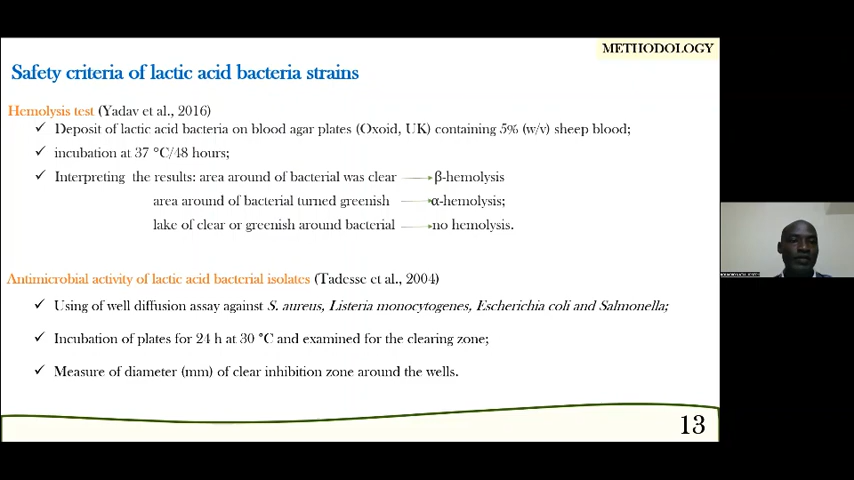 METHODOLOGY
Safety criteria of lactic acid bacteria strains
Hemolysis test (Yadav et al., 2016)
✓ Deposit of lactic acid bacteria on blood agar plates (Oxoid, UK) containing 5% (w/v) sheep blood;
✓ incubation at 37 °C/48 hours;
✓ Interpreting the results: area around of bacterial was clear → β-hemolysis
area around of bacterial turned greenish → α-hemolysis;
lake of clear or greenish around bacterial → no hemolysis.
Antimicrobial activity of lactic acid bacterial isolates (Tadesse et al., 2004)
✓ Using of well diffusion assay against S. aureus, Listeria monocytogenes, Escherichia coli and Salmonella;
✓ Incubation of plates for 24 h at 30 °C and examined for the clearing zone;
✓ Measure of diameter (mm) of clear inhibition zone around the wells.
13